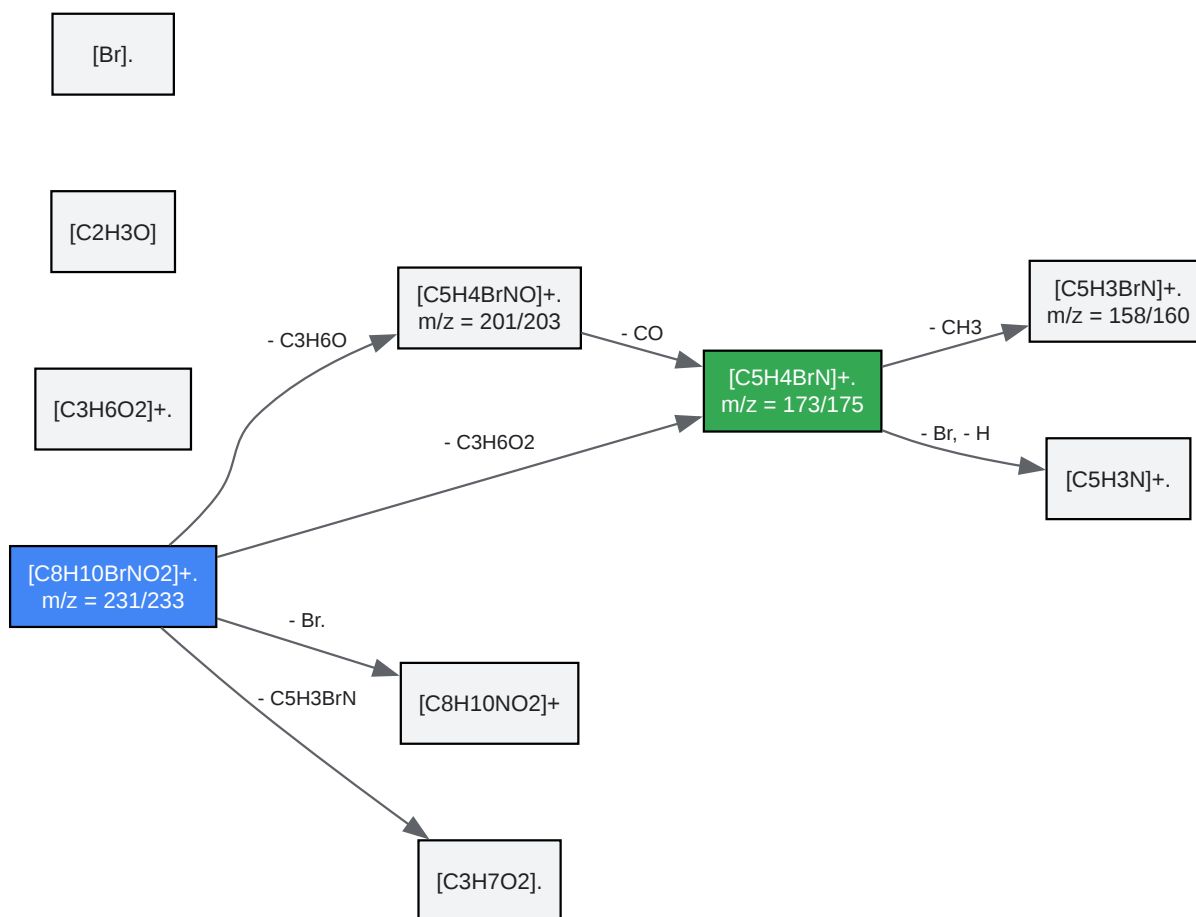 [Br].
[C2H3O]
[C3H6O2]+.
[C8H10BrNO2]+.
m/z = 231/233
- C3H6O
- C3H6O2
- Br.
- C5H3BrN
[C5H4BrNO]+.
m/z = 201/203
[C8H10NO2]+
[C3H7O2].
- CO
[C5H4BrN]+.
m/z = 173/175
- CH3
- Br, - H
[C5H3BrN]+.
m/z = 158/160
[C5H3N]+.